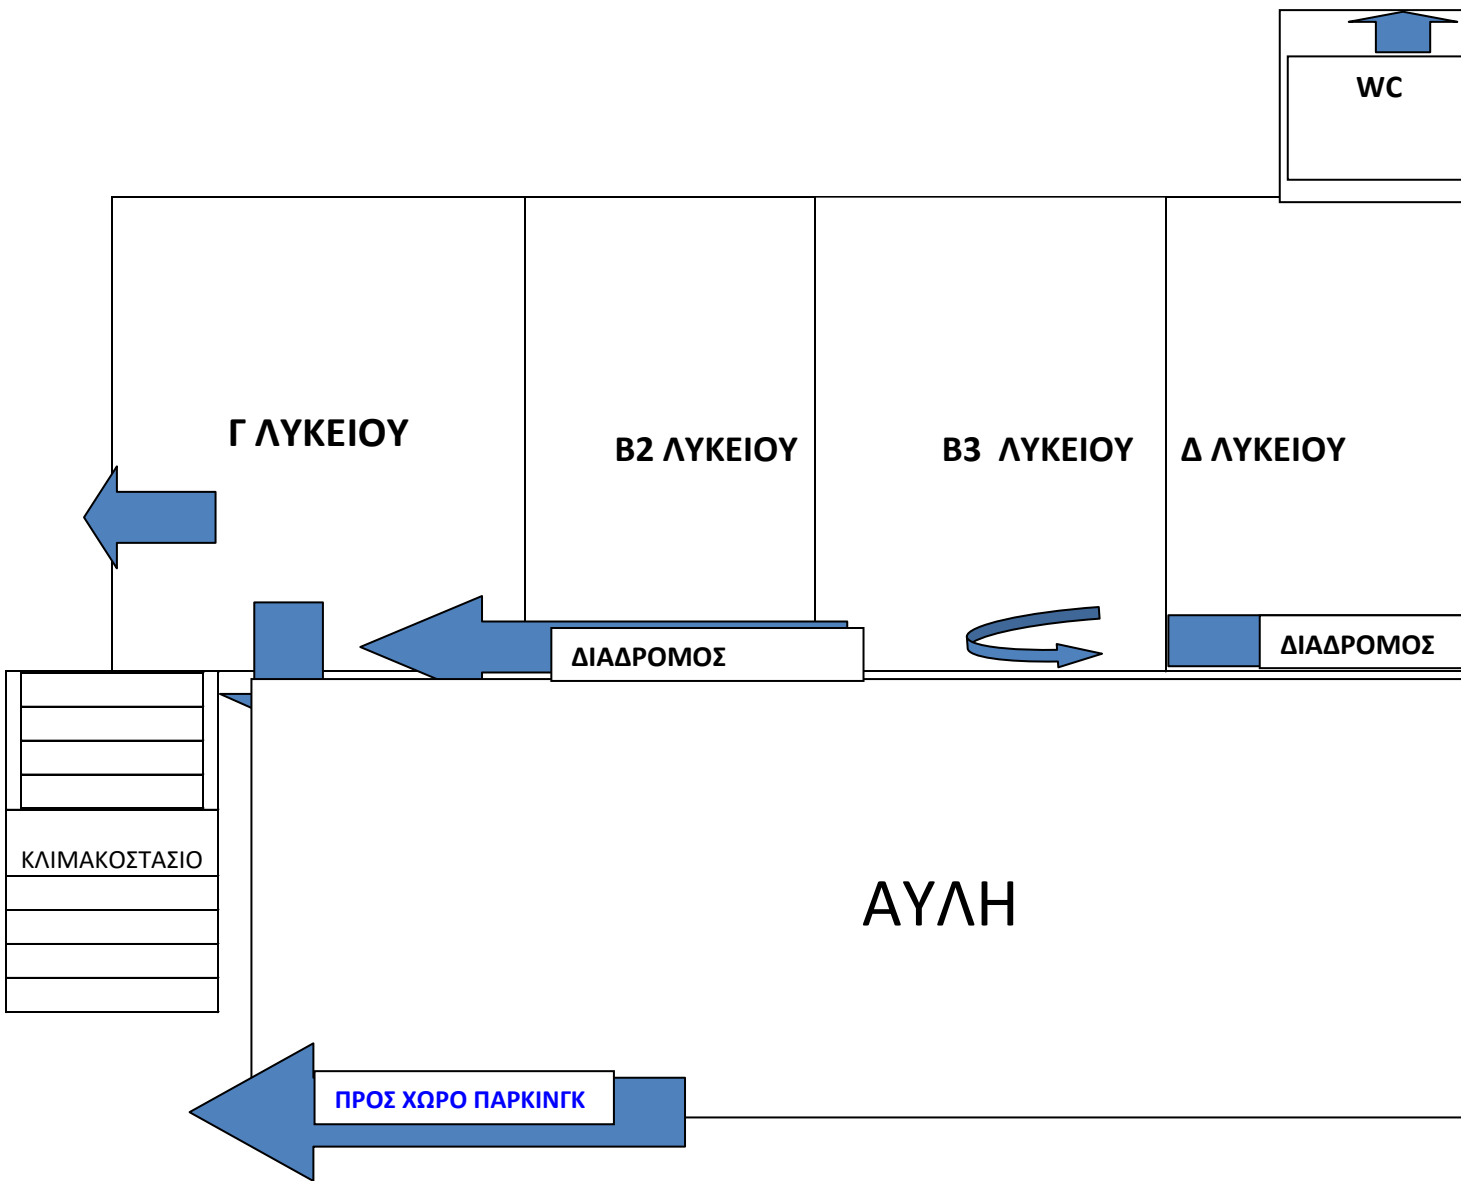 WC
Γ ΛΥΚΕΙΟΥ
Β2 ΛΥΚΕΙΟΥ
Β3 ΛΥΚΕΙΟΥ
Δ ΛΥΚΕΙΟΥ
ΔΙΑΔΡΟΜΟΣ
ΔΙΑΔΡΟΜΟΣ
ΚΛΙΜΑΚΟΣΤΑΣΙΟ
ΑΥΛΗ
ΠΡΟΣ ΧΩΡΟ ΠΑΡΚΙΝΓΚ